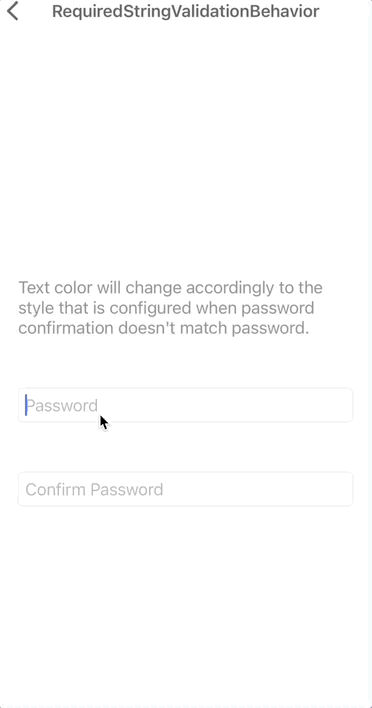 RequiredStringValidationBehavior
Text color will change accordingly to the
style that is configured when password
confirmation doesn't match password.
Password
Confirm Password